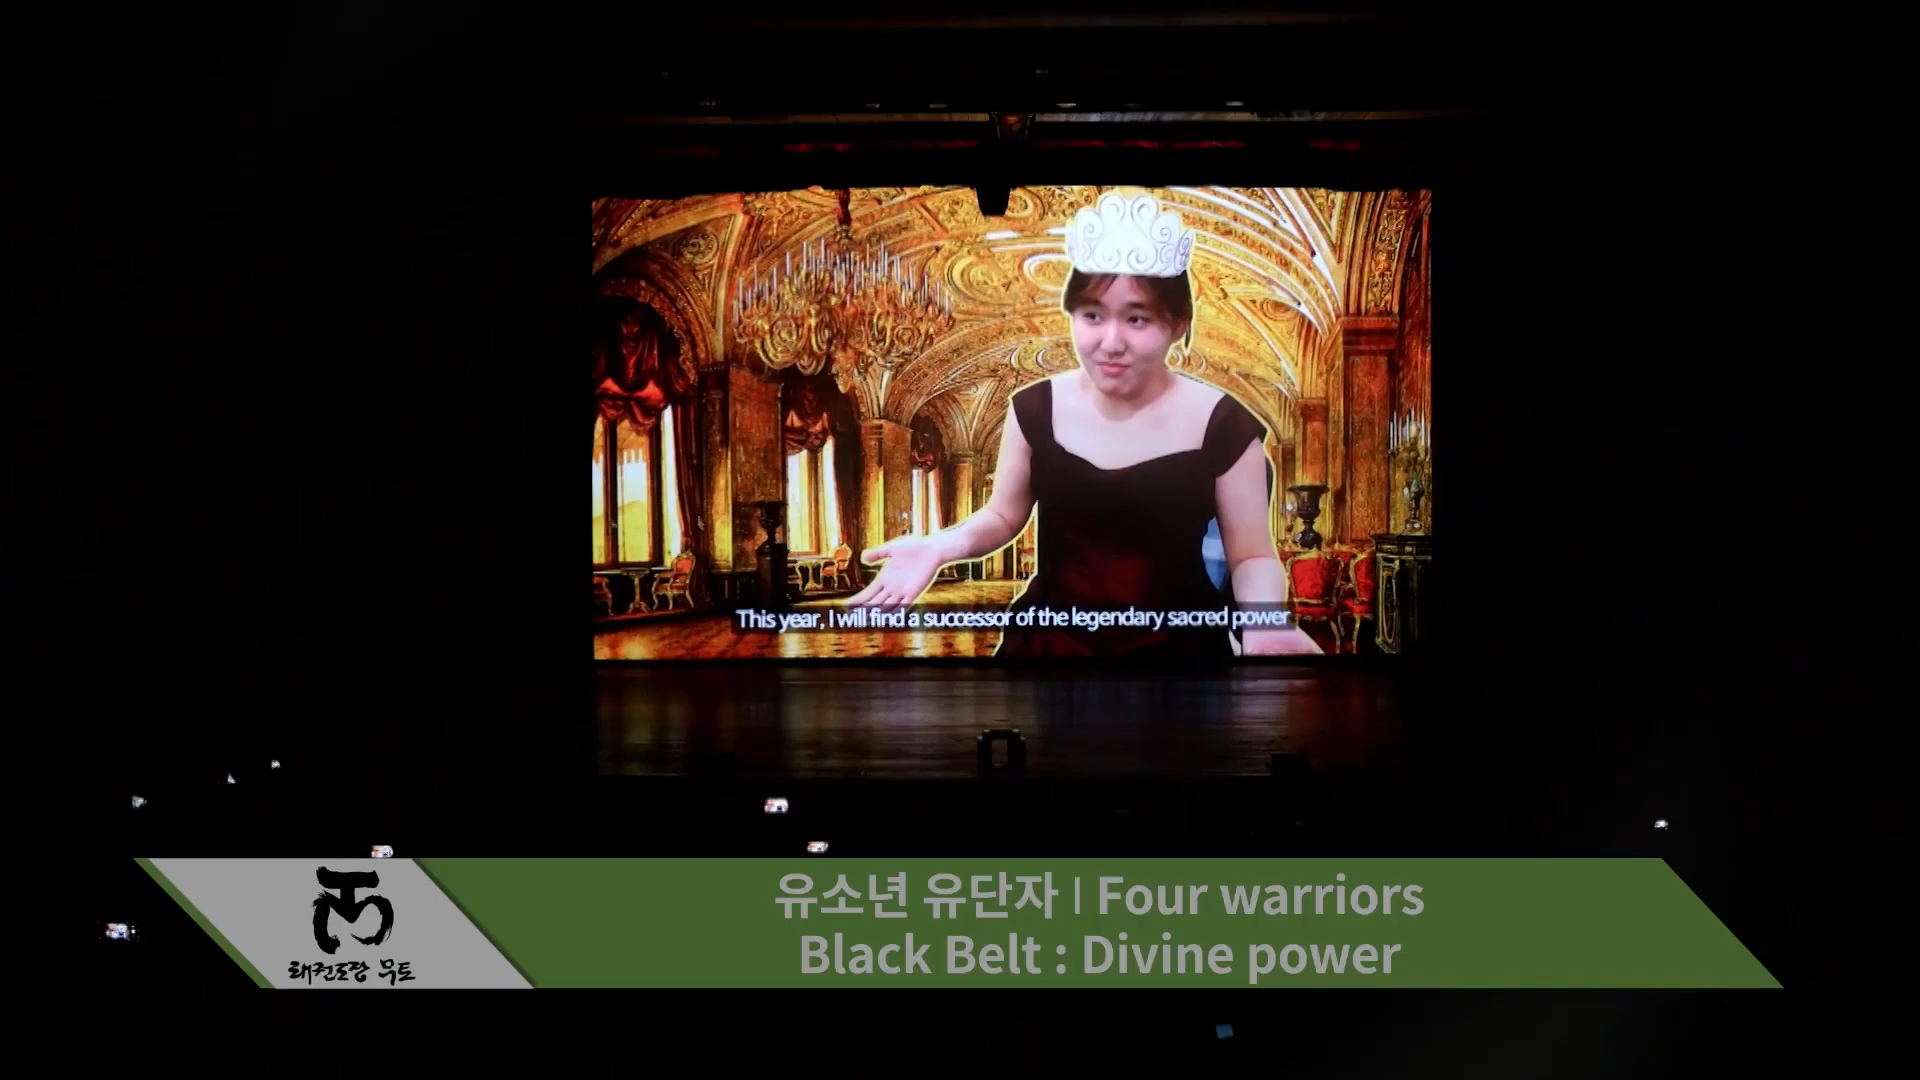 This year, I will find a successor of the legendary sacred power
유소년 유단자 | Four warriors
Black Belt : Divine power
태권도장 무토